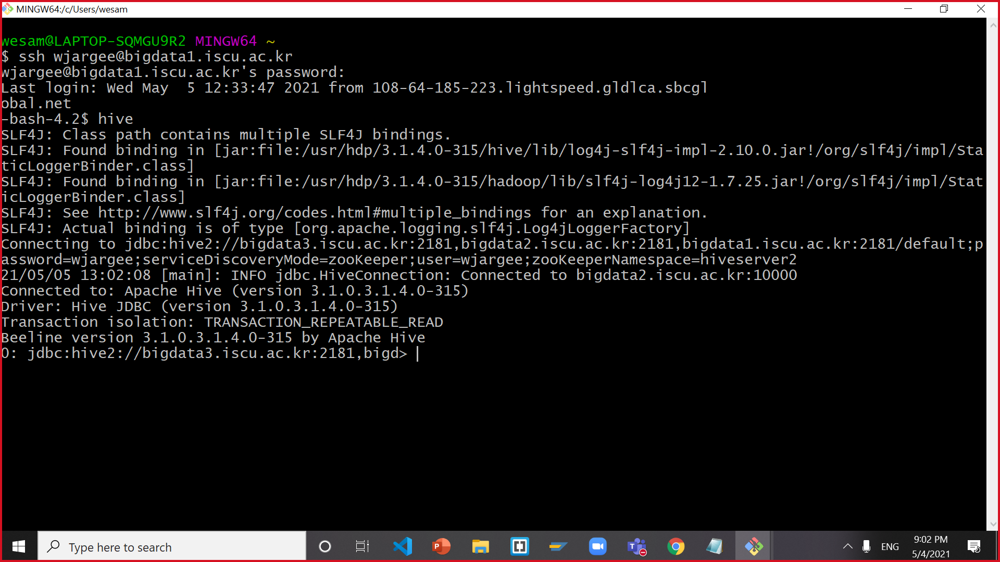 MINGW64:/c/Users/wesam
wesam@LAPTOP-SQMGU9R2 MINGW64 ~
$ ssh wjargee@bigdata1.iscu.ac.kr
wjargee@bigdata1.iscu.ac.kr's password:
Last login: Wed May  5 12:33:47 2021 from 108-64-185-223.lightspeed.gldlca.sbcgl
obal.net
-bash-4.2$ hive
SLF4J: Class path contains multiple SLF4J bindings.
SLF4J: Found binding in [jar:file:/usr/hdp/3.1.4.0-315/hive/lib/log4j-slf4j-impl-2.10.0.jar!/org/slf4j/impl/Sta
ticLoggerBinder.class]
SLF4J: Found binding in [jar:file:/usr/hdp/3.1.4.0-315/hadoop/lib/slf4j-log4j12-1.7.25.jar!/org/slf4j/impl/Stat
icLoggerBinder.class]
SLF4J: See http://www.slf4j.org/codes.html#multiple_bindings for an explanation.
SLF4J: Actual binding is of type [org.apache.logging.slf4j.Log4jLoggerFactory]
Connecting to jdbc:hive2://bigdata3.iscu.ac.kr:2181,bigdata2.iscu.ac.kr:2181,bigdata1.iscu.ac.kr:2181/default;p
assword=wjargee;serviceDiscoveryMode=zooKeeper;user=wjargee;zooKeeperNamespace=hiveserver2
21/05/05 13:02:08 [main]: INFO jdbc.HiveConnection: Connected to bigdata2.iscu.ac.kr:10000
Connected to: Apache Hive (version 3.1.0.3.1.4.0-315)
Driver: Hive JDBC (version 3.1.0.3.1.4.0-315)
Transaction isolation: TRANSACTION_REPEATABLE_READ
Beeline version 3.1.0.3.1.4.0-315 by Apache Hive
0: jdbc:hive2://bigdata3.iscu.ac.kr:2181,bigd>
Type here to search
ENG
9:02 PM
5/4/2021